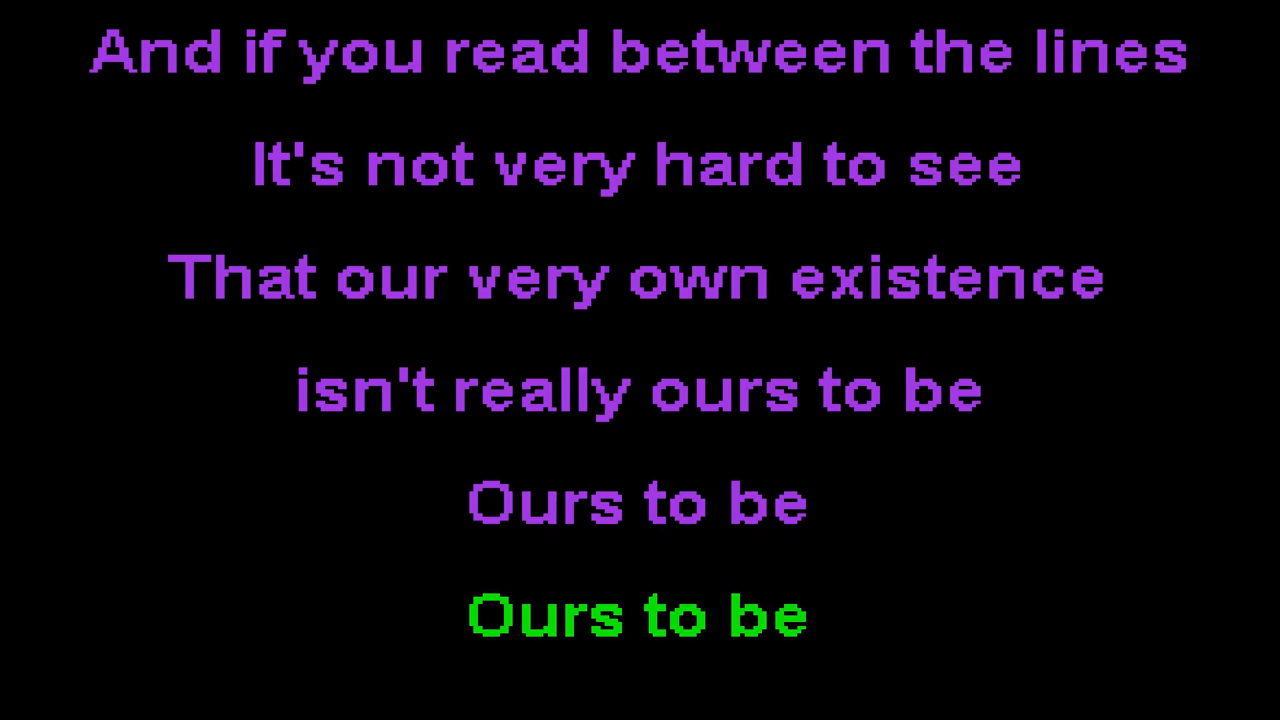 And if you read between the lines
It's not very hard to see
That our very own existence
isn't really ours to be
Ours to be
Ours to be